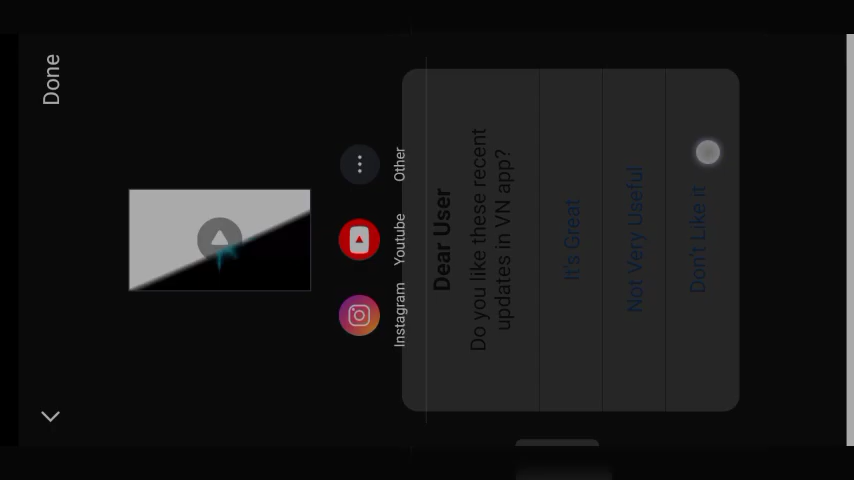 Done
Instagram
Youtube
Other
Dear User
Do you like these recent
updates in VN app?
It's Great
Not Very Useful
Don't Like it